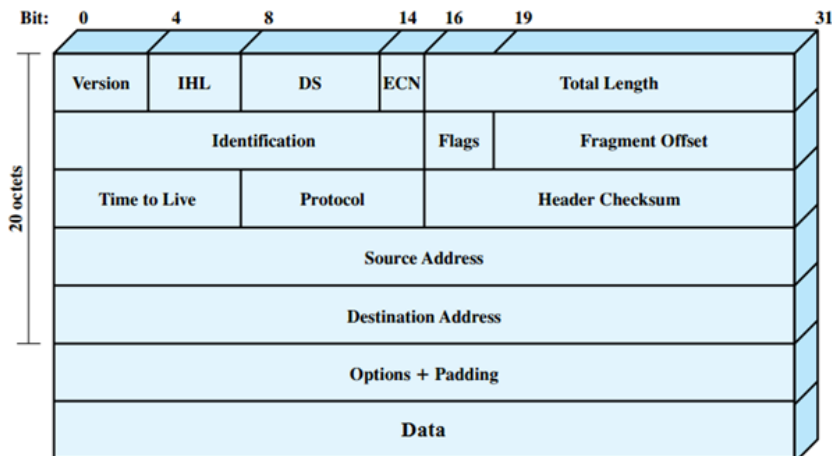 Bit: 0 4 8 14 16 19 31
Version IHL DS ECN Total Length
Identification Flags Fragment Offset
Time to Live Protocol Header Checksum
Source Address
Destination Address
Options + Padding
Data
20 octets